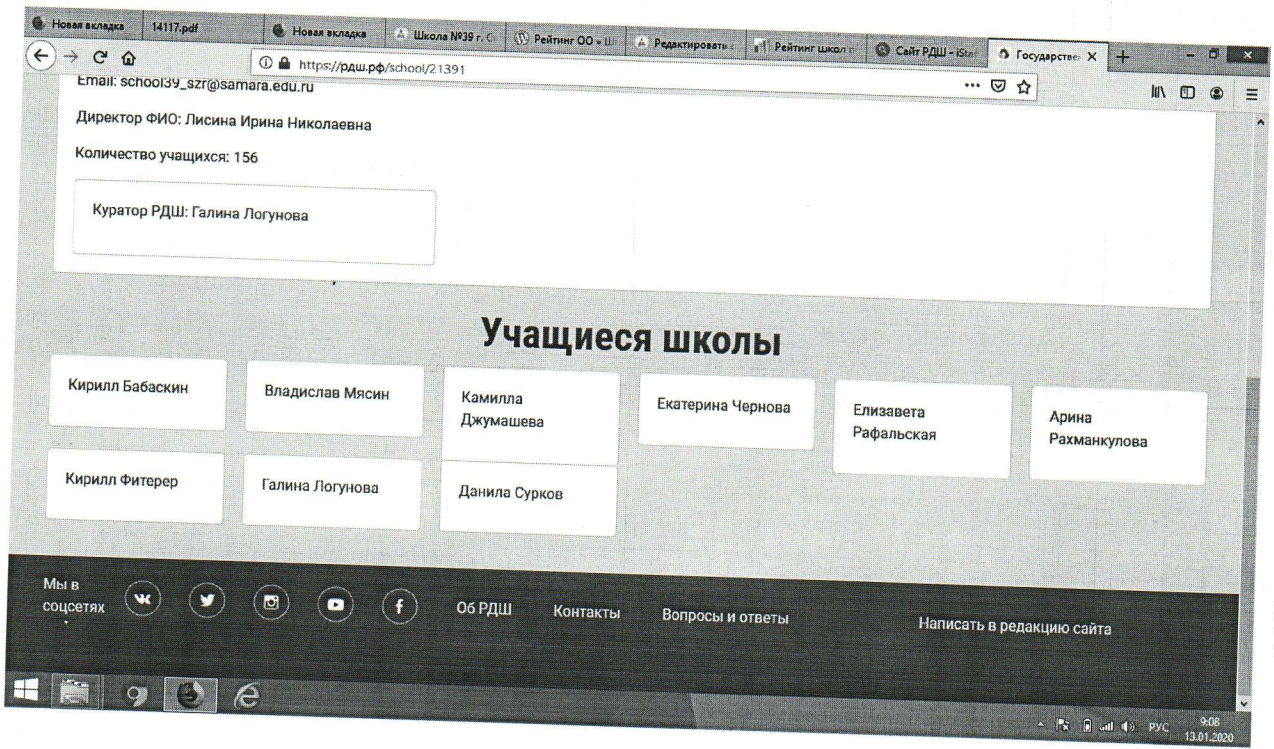 Новая вкладка
14117.pdf
Новая вкладка
Школа №39 г. С
Рейтинг ОО »
Редактировать
Рейтинг школ
Сайт РДШ – iSta
Государстве
https://рдш.рф/school/21391
Email: school39_szr@samara.edu.ru
Директор ФИО: Лисина Ирина Николаевна
Количество учащихся: 156
Куратор РДШ: Галина Логунова
Учащиеся школы
Кирилл Бабаскин
Владислав Мясин
Камилла
Джумашева
Екатерина Чернова
Елизавета
Рафальская
Арина
Рахманкулова
Кирилл Фитерер
Галина Логунова
Данила Сурков
Мы в
соцсетях
Об РДШ
Контакты
Вопросы и ответы
Написать в редакцию сайта
РУС
9:08
13.01.2020